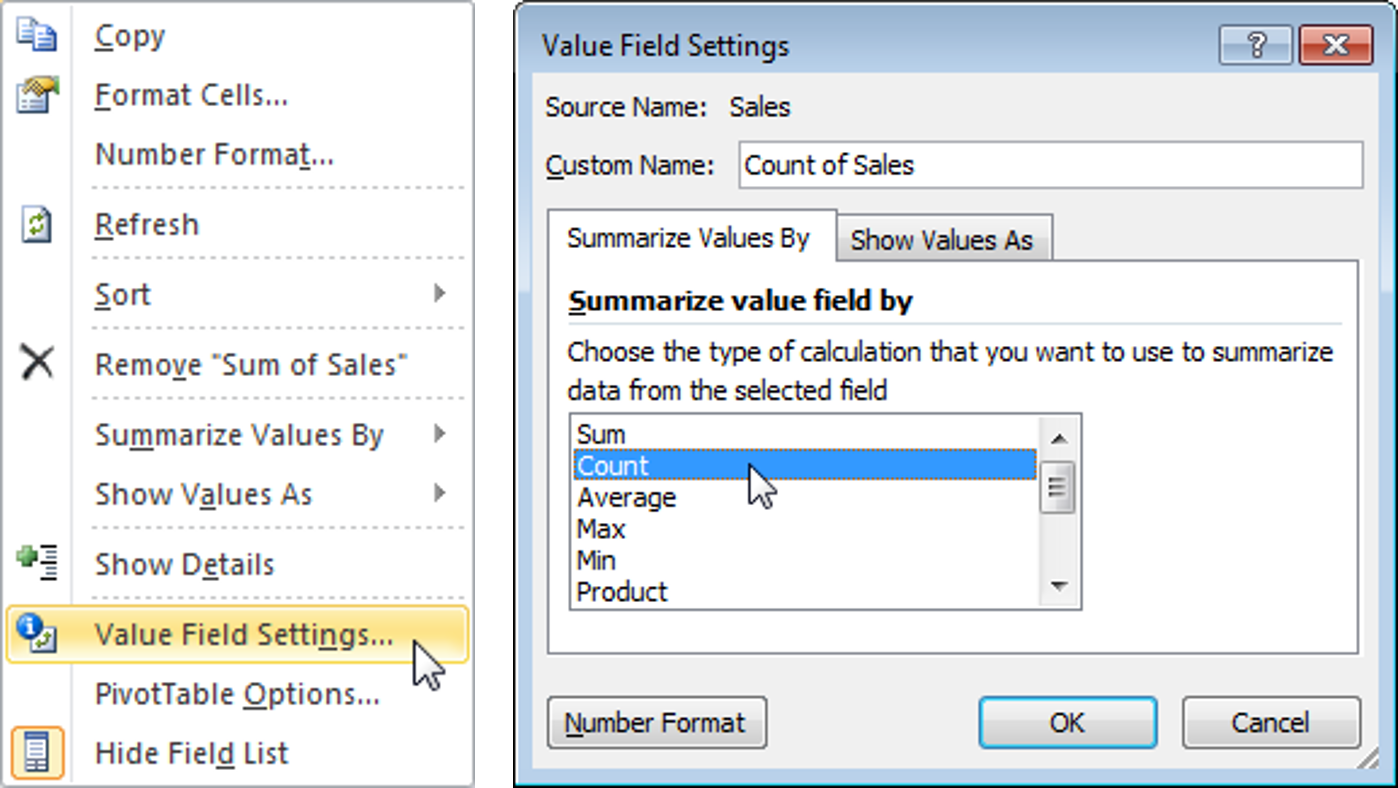 Copy
Format Cells...
Number Format...
Refresh
Sort
Remove "Sum of Sales"
Summarize Values By
Show Values As
Show Details
Value Field Settings...
PivotTable Options...
Hide Field List
Value Field Settings
Source Name: Sales
Custom Name: Count of Sales
Summarize Values By Show Values As
Summarize value field by
Choose the type of calculation that you want to use to summarize
data from the selected field
Sum
Count
Average
Max
Min
Product
Number Format OK Cancel